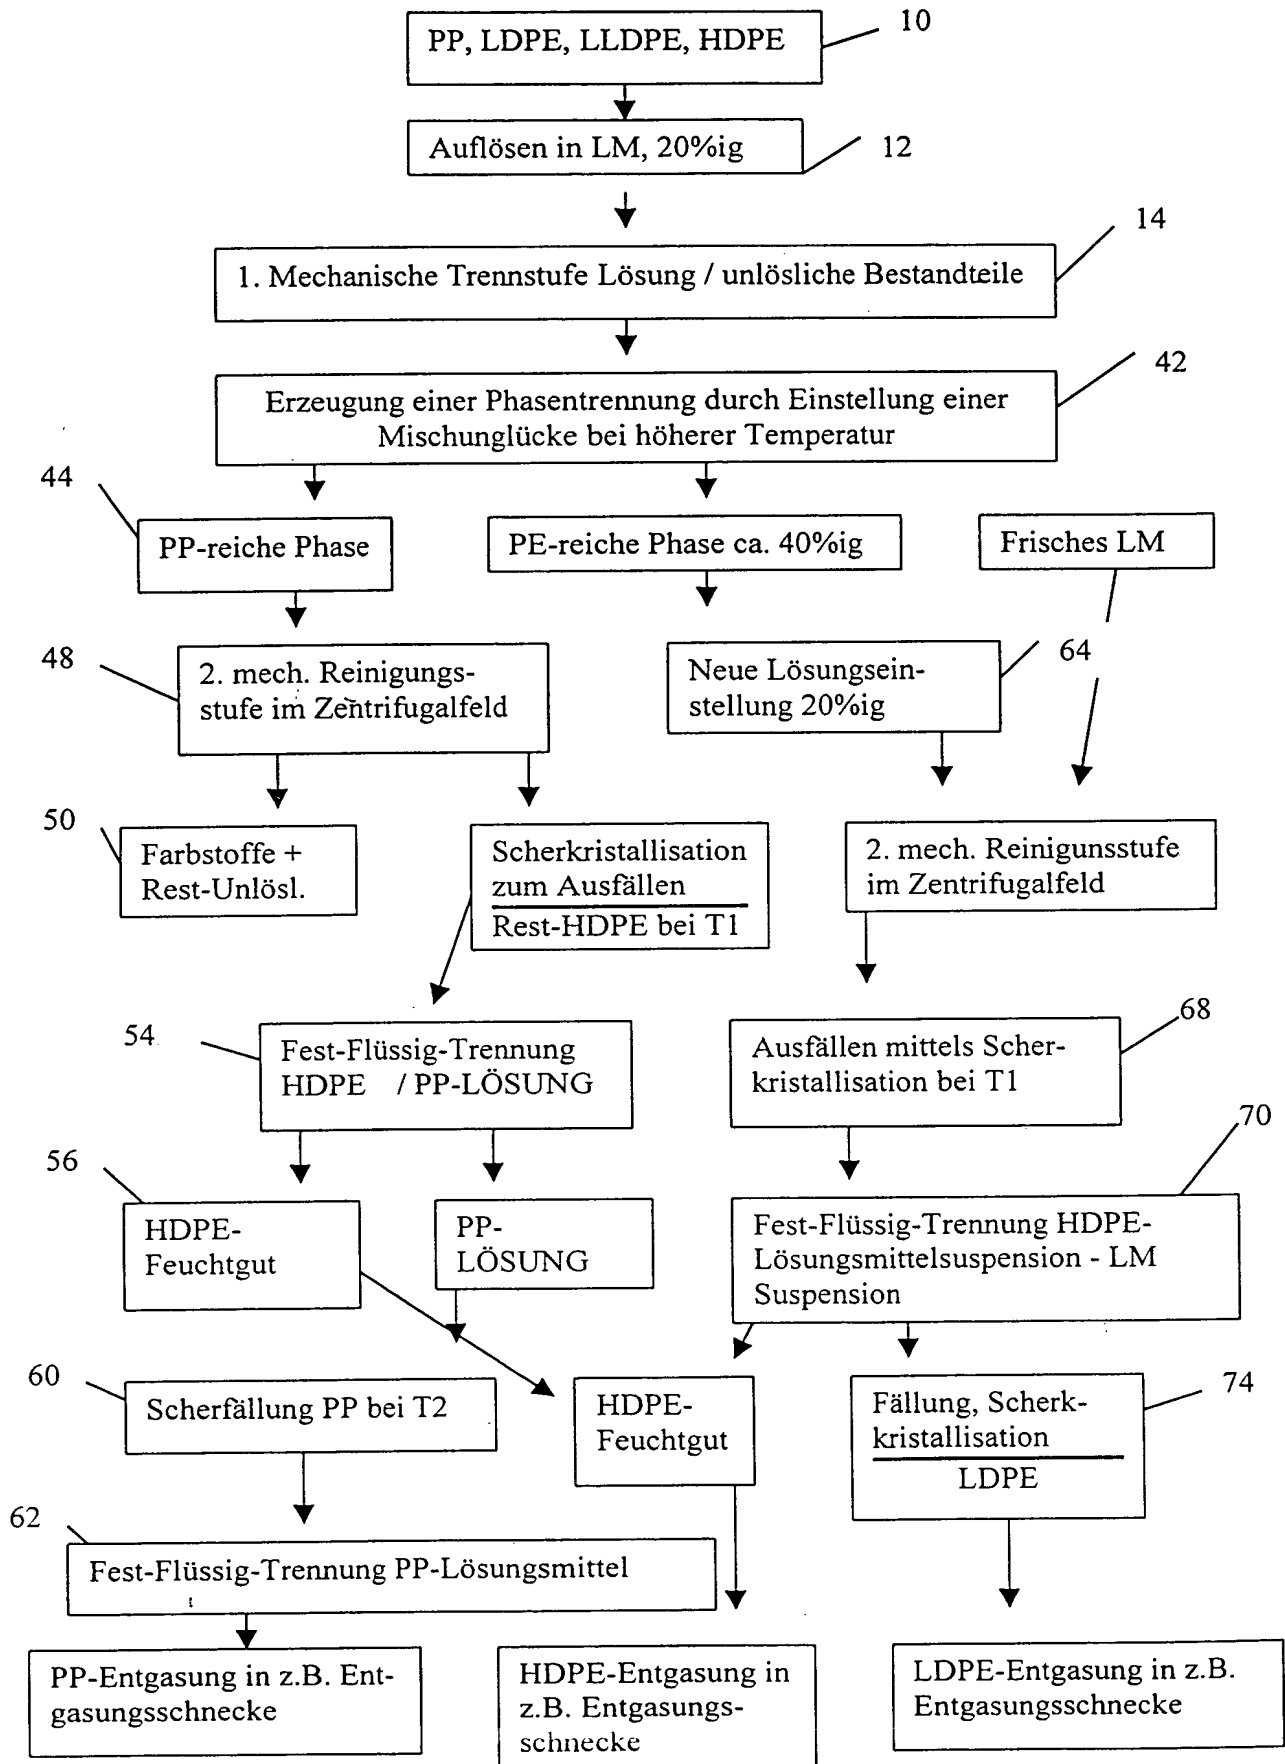 PP, LDPE, LLDPE, HDPE
10
Auflösen in LM, 20%ig
12
14
1. Mechanische Trennstufe Lösung / unlösliche Bestandteile
42
Erzeugung einer Phasentrennung durch Einstellung einer
Mischunglücke bei höherer Temperatur
44
PP-reiche Phase
PE-reiche Phase ca. 40%ig
Frisches LM
48
2. mech. Reinigungs-
stufe im Zentrifugalfeld
Neue Lösungsein-
stellung 20%ig
64
50
Farbstoffe +
Rest-Unlösl.
Scherkristallisation
zum Ausfällen
Rest-HDPE bei T1
2. mech. Reinigunsstufe
im Zentrifugalfeld
54
Fest-Flüssig-Trennung
HDPE / PP-LÖSUNG
68
Ausfällen mittels Scher-
kristallisation bei T1
70
56
HDPE-
Feuchtgut
PP-
LÖSUNG
Fest-Flüssig-Trennung HDPE-
Lösungsmittelsuspension - LM
Suspension
60
Scherfällung PP bei T2
HDPE-
Feuchtgut
Fällung, Scherk-
kristallisation
LDPE
74
62
Fest-Flüssig-Trennung PP-Lösungsmittel
PP-Entgasung in z.B. Ent-
gasungsschnecke
HDPE-Entgasung in
z.B. Entgasungs-
schnecke
LDPE-Entgasung in z.B.
Entgasungsschnecke